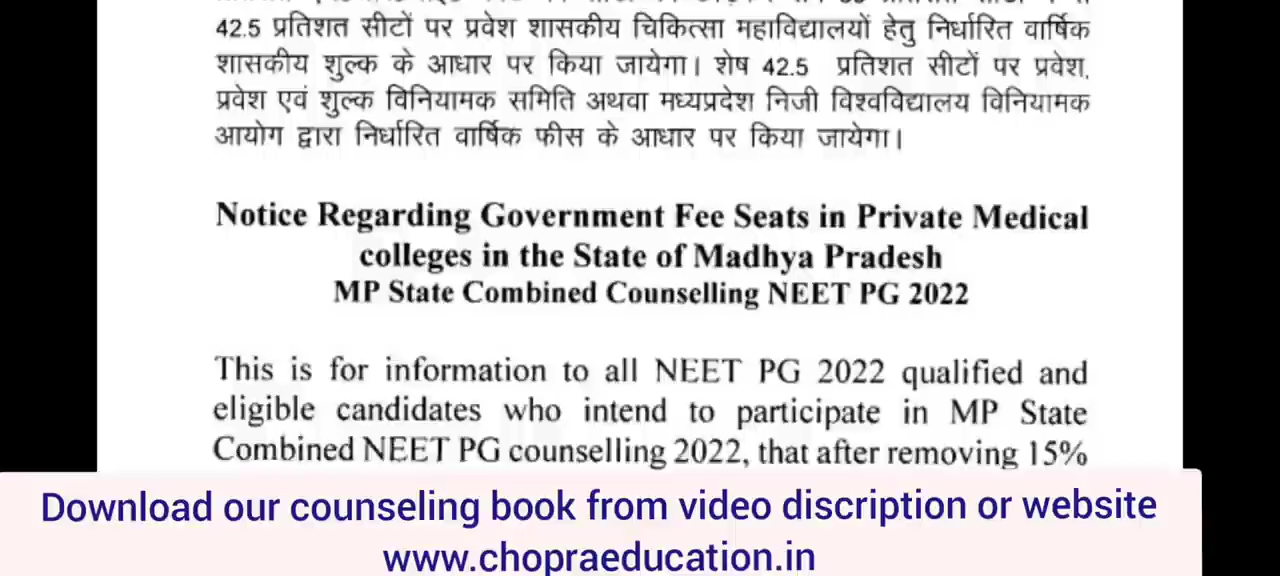 42.5 प्रतिशत सीटों पर प्रवेश शासकीय चिकित्सा महाविद्यालयों हेतु निर्धारित वार्षिक
शासकीय शुल्क के आधार पर किया जायेगा। शेष 42.5 प्रतिशत सीटों पर प्रवेश,
प्रवेश एवं शुल्क विनियामक समिति अथवा मध्यप्रदेश निजी विश्वविद्यालय विनियामक
आयोग द्वारा निर्धारित वार्षिक फीस के आधार पर किया जायेगा।
Notice Regarding Government Fee Seats in Private Medical
colleges in the State of Madhya Pradesh
MP State Combined Counselling NEET PG 2022
This is for information to all NEET PG 2022 qualified and
eligible candidates who intend to participate in MP State
Combined NEET PG counselling 2022, that after removing 15%
Download our counseling book from video discription or website
www.chopraeducation.in